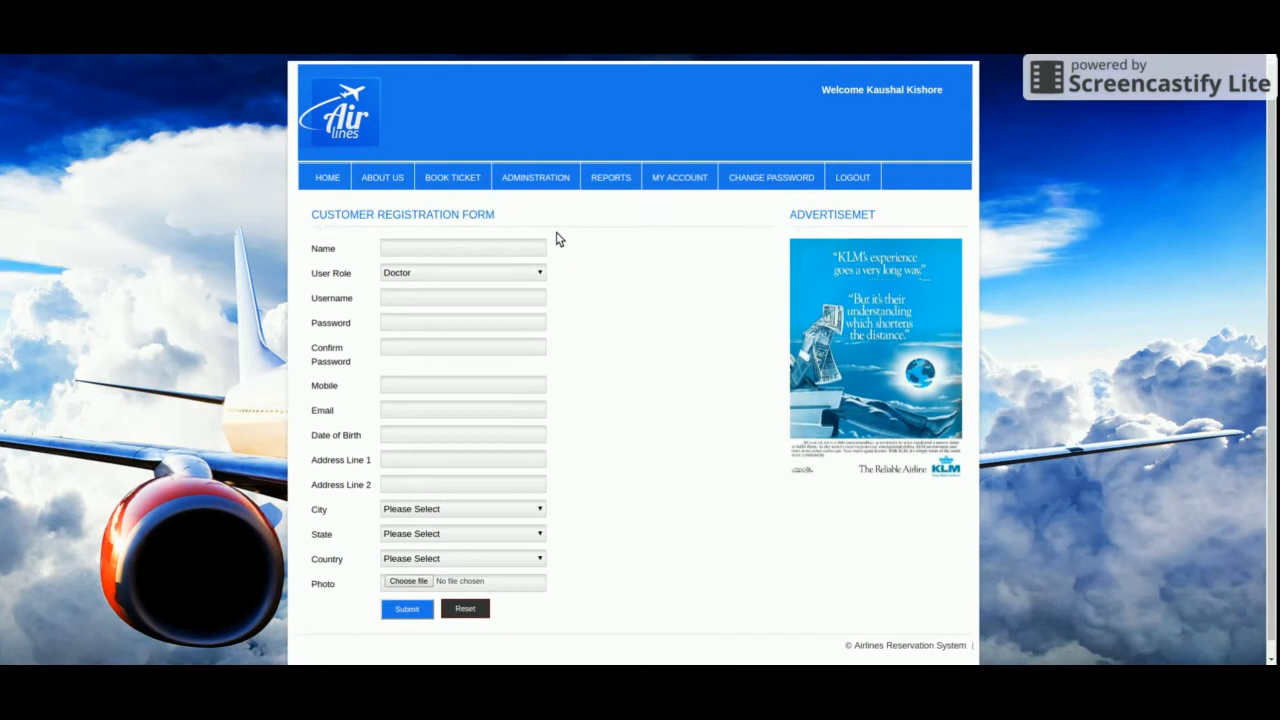 powered by
Screencastify Lite
Welcome Kaushal Kishore
Air
lines
HOME ABOUT US BOOK TICKET ADMINSTRATION REPORTS MY ACCOUNT CHANGE PASSWORD LOGOUT
CUSTOMER REGISTRATION FORM
Name
User Role Doctor
Username
Password
Confirm
Password
Mobile
Email
Date of Birth
Address Line 1
Address Line 2
City Please Select
State Please Select
Country Please Select
Photo Choose file No file chosen
Submit Reset
ADVERTISEMET
“KLM's experience
goes a very long way.”
“But it's their
understanding
which shortens
the distance.”
The Reliable Airline KLM
© Airlines Reservation System |